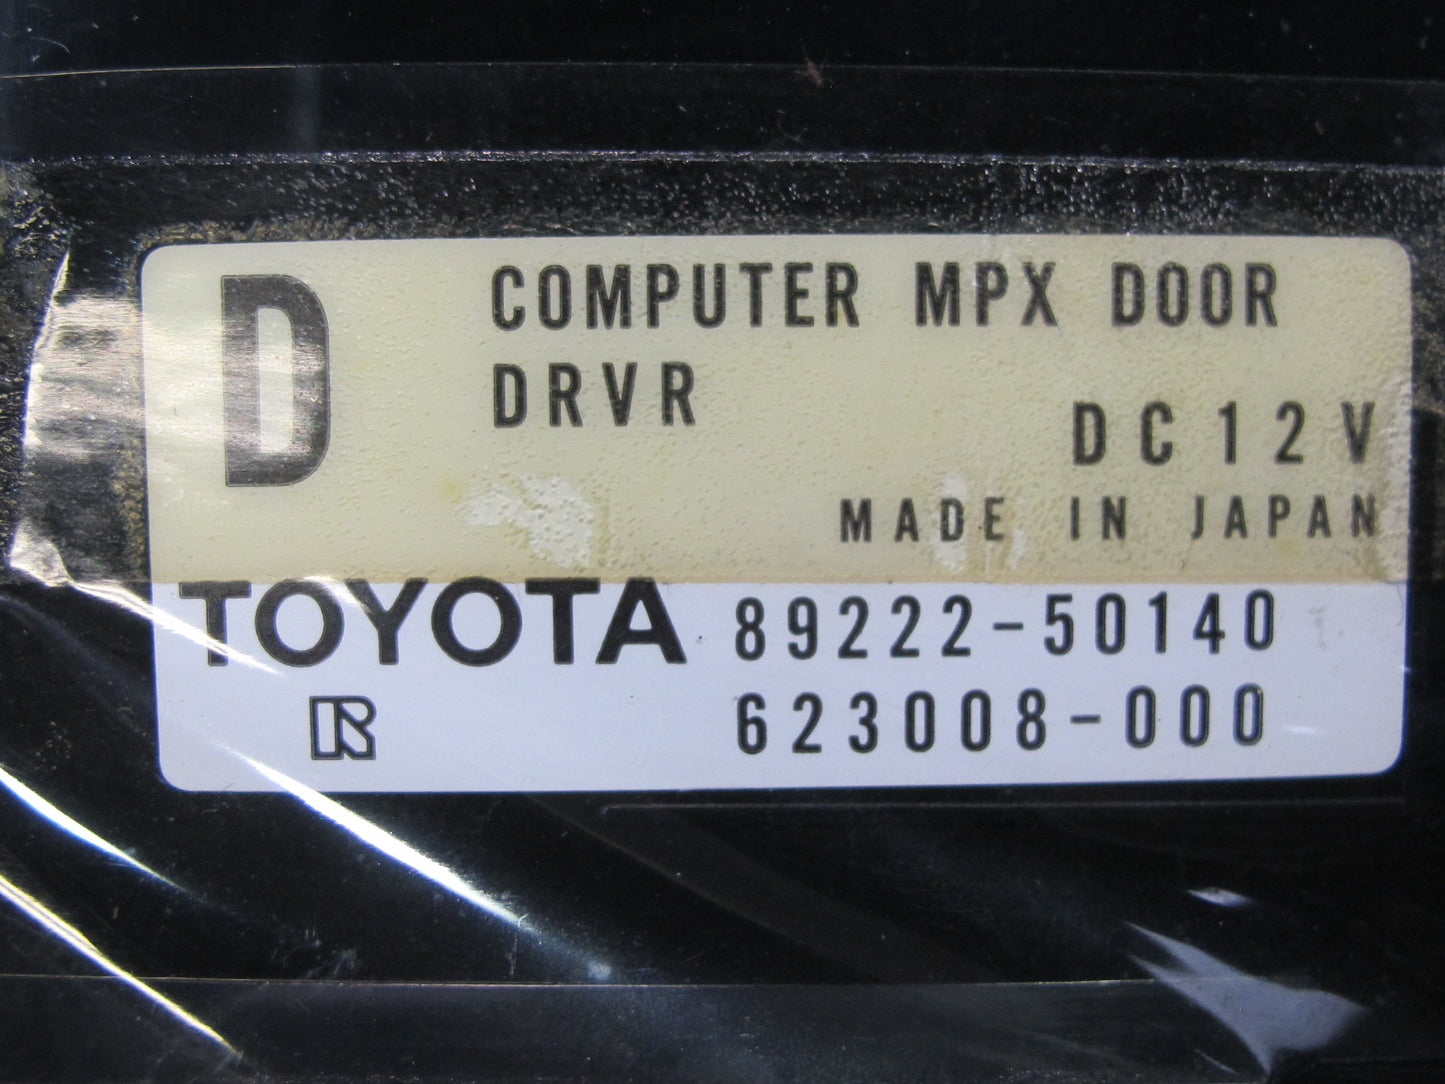 D
COMPUTER MPX DOOR
DRVR
DC12V
MADE IN JAPAN
TOYOTA 89222-50140
R 623008-000